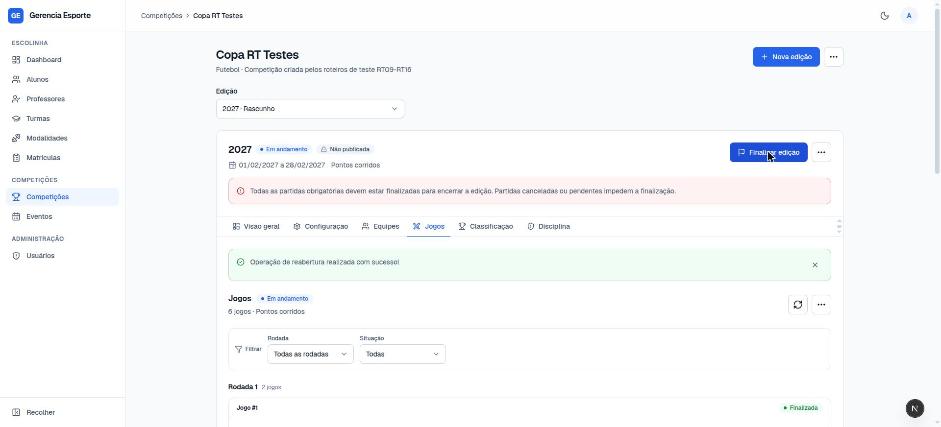 GE Gerencia Esporte
Competições > Copa RT Testes
A
ESCOLINHA
Dashboard
Alunos
Professores
Turmas
Modalidades
Matrículas
COMPETIÇÕES
Competições
Eventos
ADMINISTRAÇÃO
Usuários
Recolher
Copa RT Testes
Futebol · Competição criada pelos roteiros de teste RT09-RT16
Nova edição
Edição
2027 · Rascunho
2027 Em andamento Não publicada
Finalizar edição
01/02/2027 a 28/02/2027 · Pontos corridos
Todas as partidas obrigatórias devem estar finalizadas para encerrar a edição. Partidas canceladas ou pendentes impedem a finalização.
Visão geral Configuração Equipes Jogos Classificação Disciplina
Operação de reabertura realizada com sucesso!
Jogos Em andamento
6 jogos · Pontos corridos
Filtrar
Rodada
Todas as rodadas
Situação
Todas
Rodada 1 2 jogos
Jogo #1 Finalizada
N